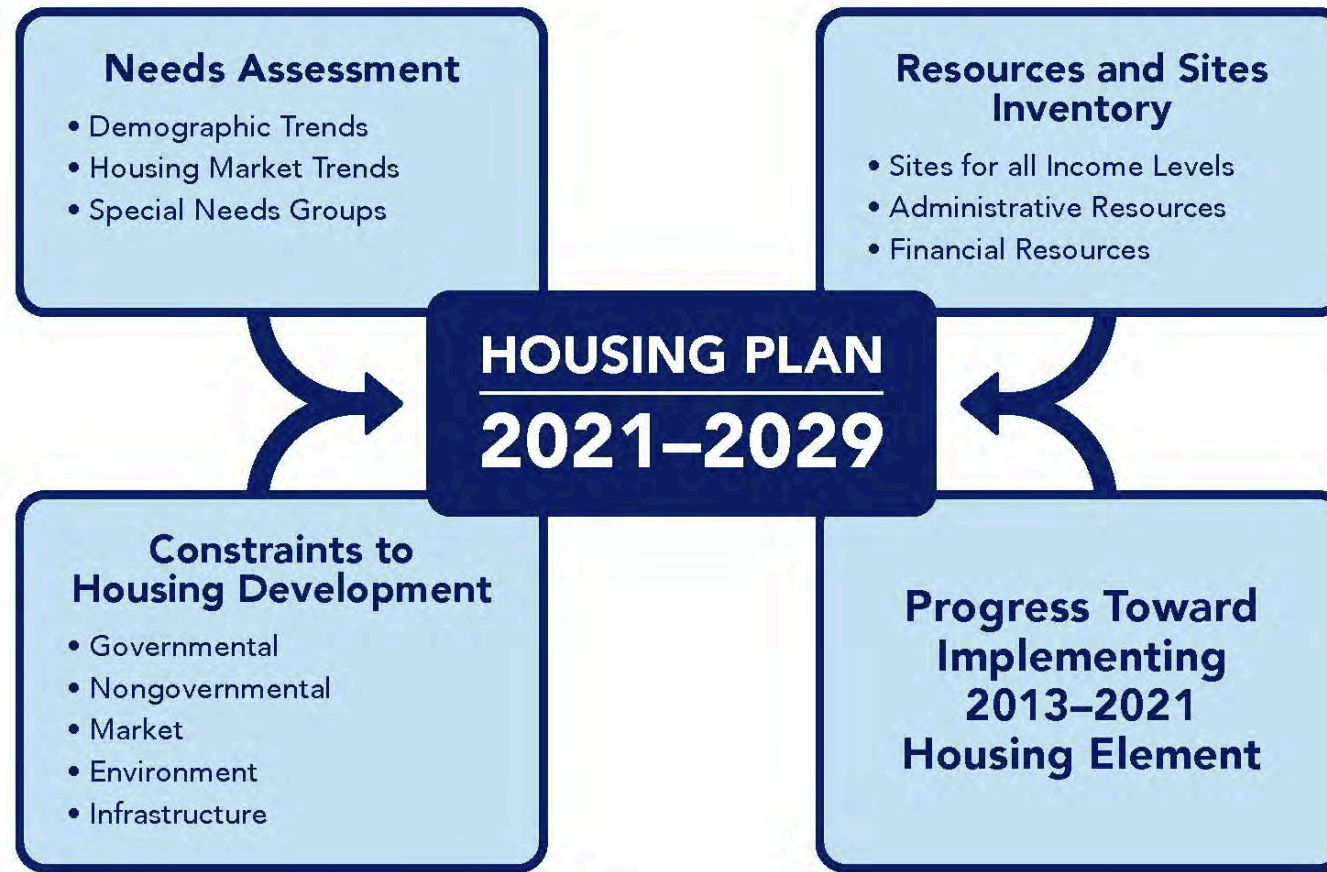 Needs Assessment
• Demographic Trends
• Housing Market Trends
• Special Needs Groups
Resources and Sites
Inventory
• Sites for all Income Levels
• Administrative Resources
• Financial Resources
HOUSING PLAN
2021–2029
Constraints to
Housing Development
• Governmental
• Nongovernmental
• Market
• Environment
• Infrastructure
Progress Toward
Implementing
2013–2021
Housing Element